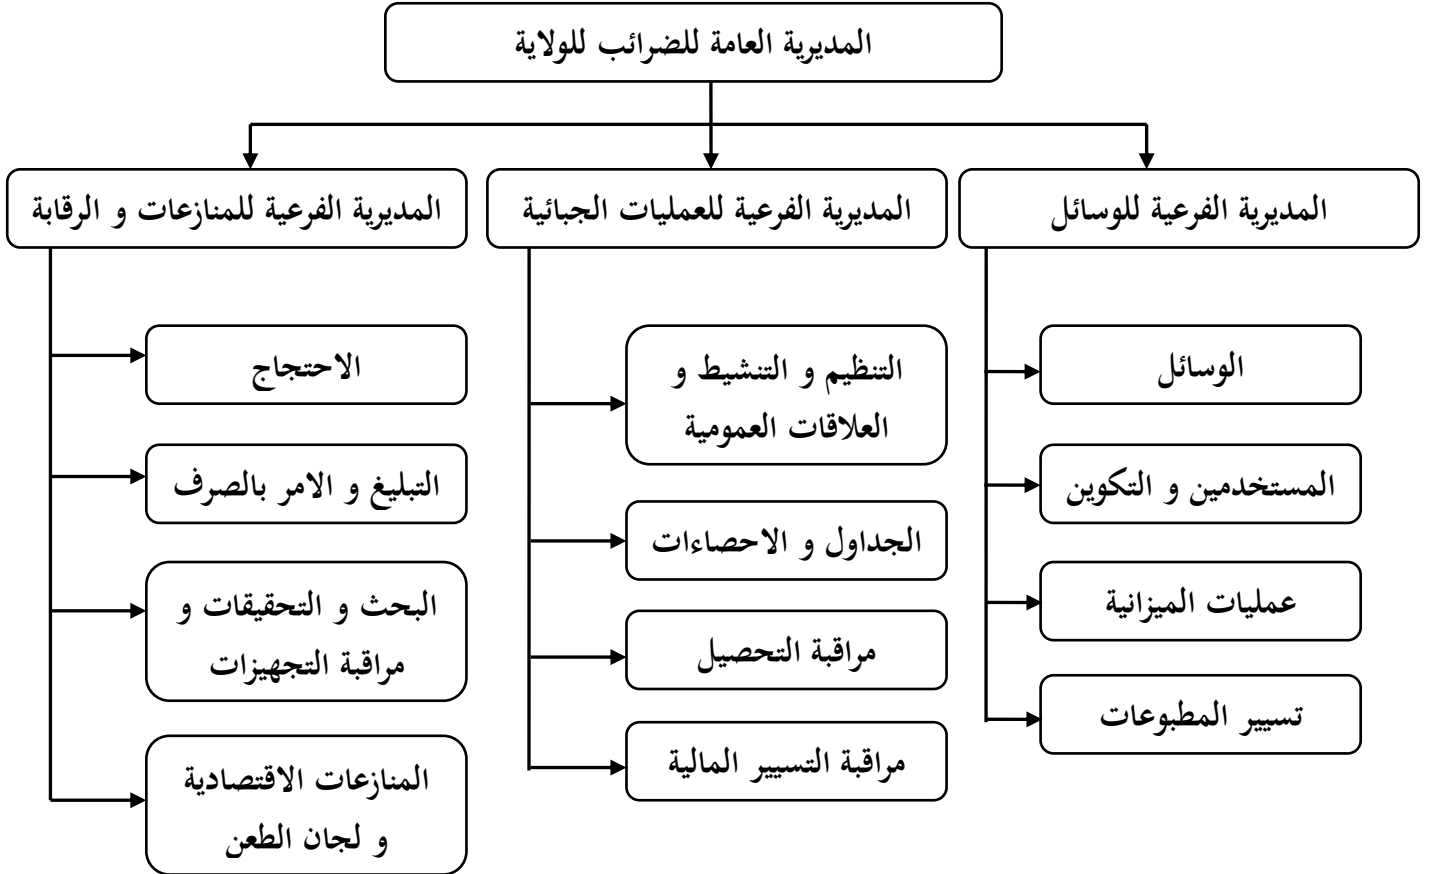 المديرية العامة للضرائب للولاية
المديرية الفرعية للوسائل
المديرية الفرعية للعمليات الجبائية
المديرية الفرعية للمنازعات و الرقابة
الوسائل
المستخدمين و التكوين
عمليات الميزانية
تسيير المطبوعات
التنظيم و التنشيط و
العلاقات العمومية
الجداول و الاحصاءات
مراقبة التحصيل
مراقبة التسيير المالية
الاحتجاج
التبليغ و الامر بالصرف
البحث و التحقيقات و
مراقبة التجهيزات
المنازعات الاقتصادية
و لجان الطعن